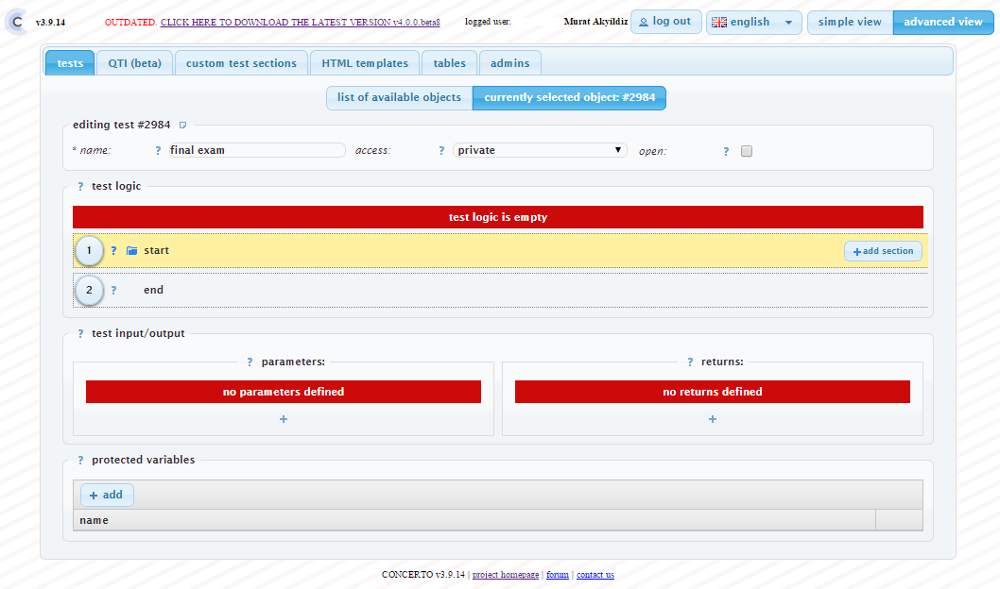 C v3.9.14 OUTDATED. CLICK HERE TO DOWNLOAD THE LATEST VERSION v4.0.0.beta8 logged user: Murat Akyildiz log out english simple view advanced view
tests QTI (beta) custom test sections HTML templates tables admins
list of available objects currently selected object: #2984
editing test #2984
* name: ? final exam access: ? private open: ?
? test logic
test logic is empty
1 ? start + add section
2 ? end
? test input/output
? parameters: ? returns:
no parameters defined no returns defined
+ +
? protected variables
+ add
name
CONCERTO v3.9.14 | project homepage | forum | contact us